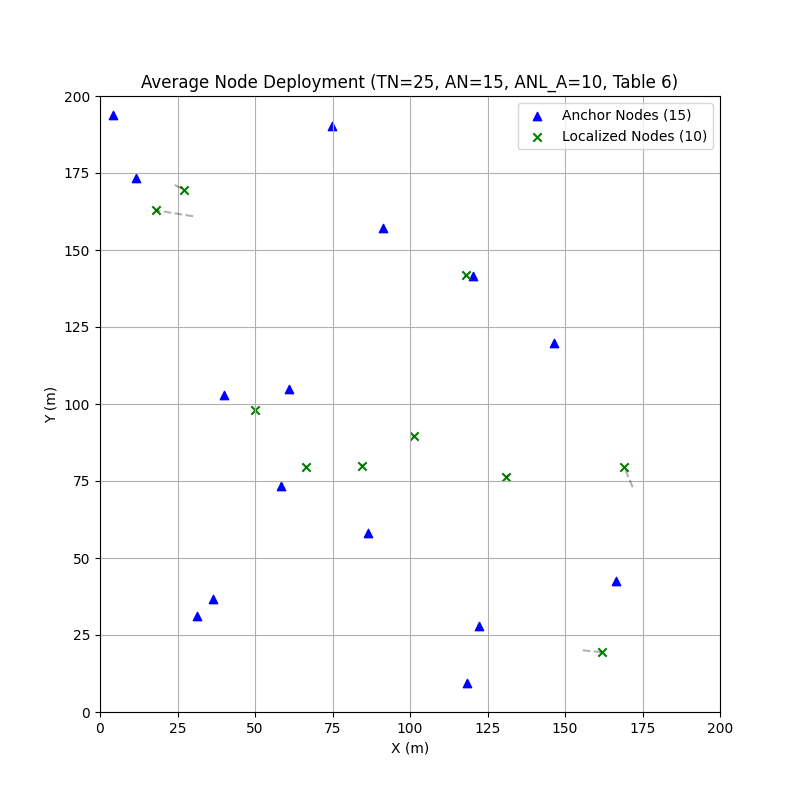 Average Node Deployment (TN=25, AN=15, ANL_A=10, Table 6)
Anchor Nodes (15)
Localized Nodes (10)
Y (m)
200
175
150
125
100
75
50
25
0
0 25 50 75 100 125 150 175 200
X (m)